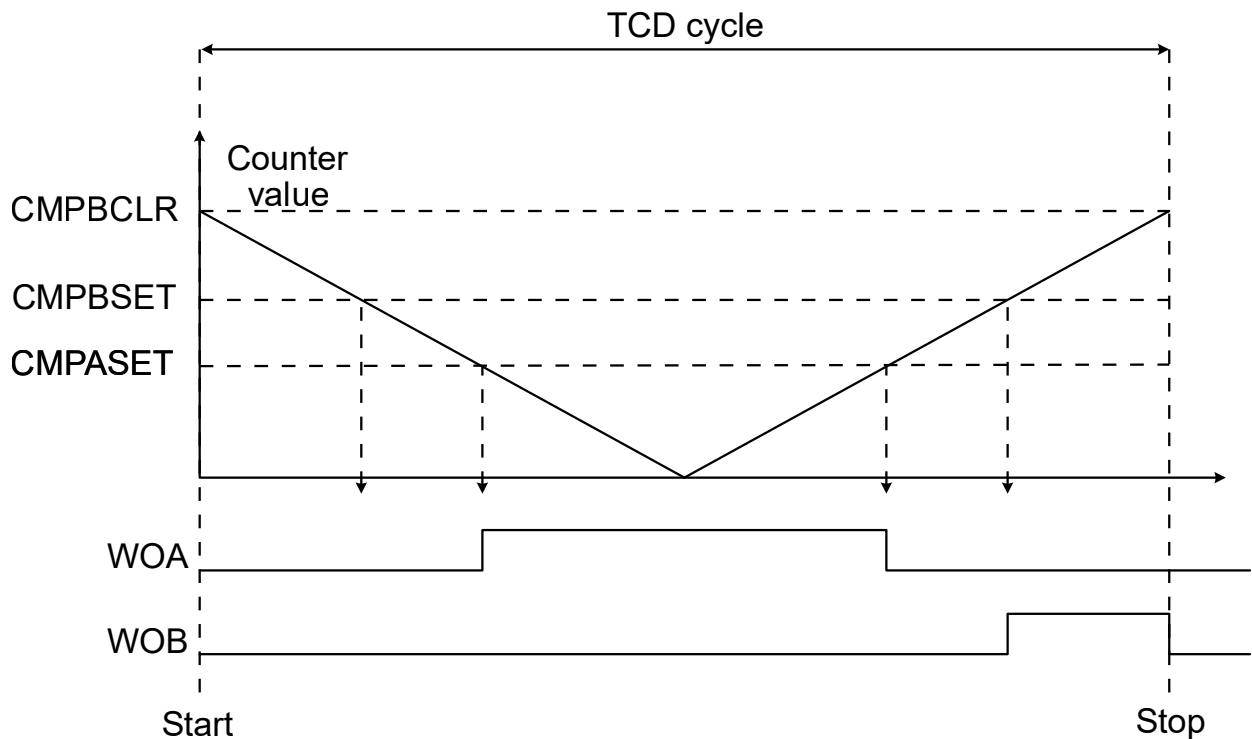 TCD cycle
Counter
value
CMPBCLR
CMPBSET
CMPASET
WOA
WOB
Start
Stop